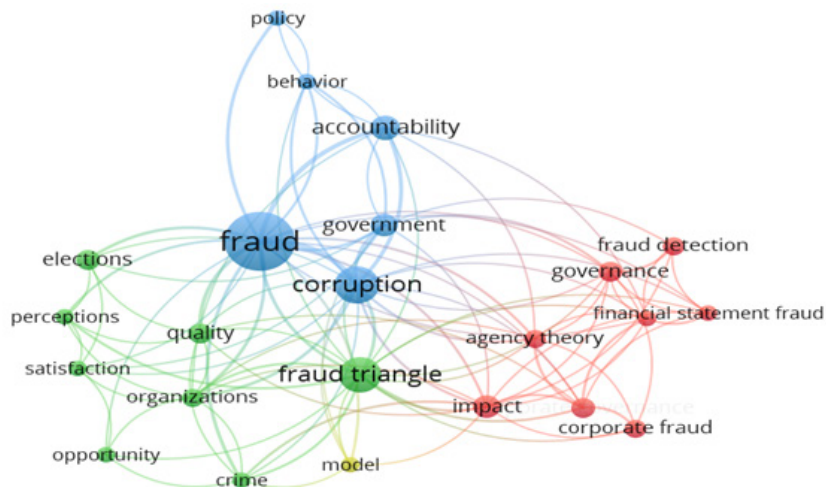 policy
behavior
accountability
fraud
government
elections
fraud detection
governance
corruption
perceptions
quality
financial statement fraud
agency theory
satisfaction
fraud triangle
organizations
impact
corporate fraud
opportunity
model
crime